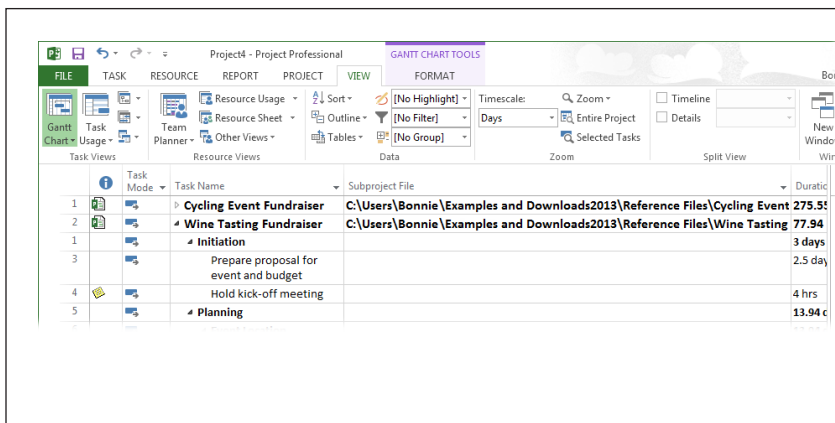 Project4 - Project Professional
GANTT CHART TOOLS
FILE TASK RESOURCE REPORT PROJECT VIEW FORMAT
Resource Usage Sort [No Highlight] Timescale: Zoom Timeline
Gantt Task Team Resource Sheet Outline [No Filter] Days Entire Project Details New
Chart Usage Planner Other Views Tables [No Group] Selected Tasks
Task Views Resource Views Data Zoom Split View
Task
Mode Task Name Subproject File
1 Cycling Event Fundraiser C:\Users\Bonnie\Examples and Downloads2013\Reference Files\Cycling Event 275.5
2 Wine Tasting Fundraiser C:\Users\Bonnie\Examples and Downloads2013\Reference Files\Wine Tasting 77.94
1 Initiation 3 days
3 Prepare proposal for 2.5 day
event and budget
4 Hold kick-off meeting 4 hrs
5 Planning 13.94